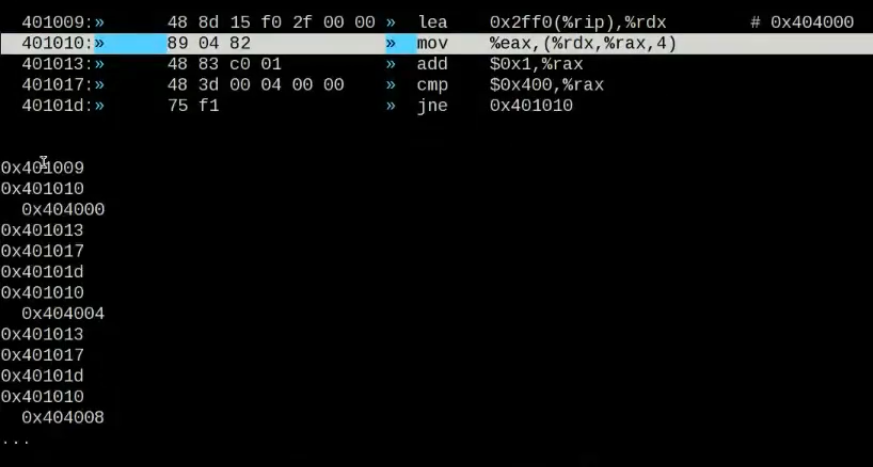 401009:»	48 8d 15 f0 2f 00 00 »	lea	0x2ff0(%rip),%rdx	# 0x404000
401010:»	89 04 82	»	mov	%eax,(%rdx,%rax,4)
401013:»	48 83 c0 01	»	add	$0x1,%rax
401017:»	48 3d 00 04 00 00	»	cmp	$0x400,%rax
40101d:»	75 f1	»	jne	0x401010
0x401009
0x401010
0x404000
0x401013
0x401017
0x40101d
0x401010
0x404004
0x401013
0x401017
0x40101d
0x401010
0x404008
...